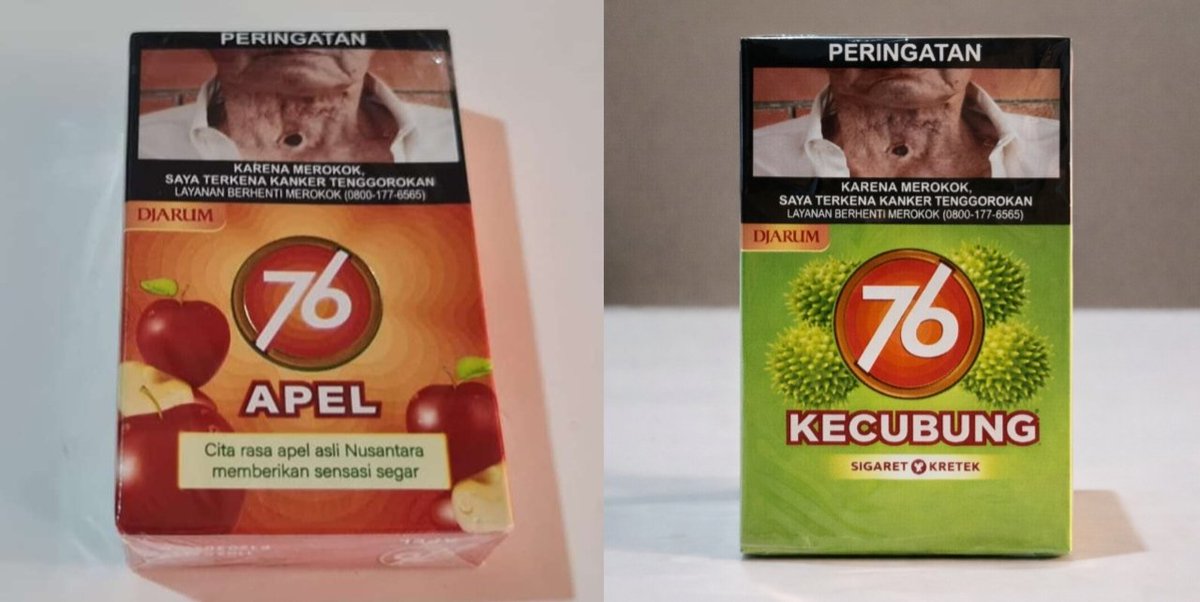 PERINGATAN
KARENA MEROKOK,
SAYA TERKENA KANKER TENGGOROKAN
LAYANAN BERHENTI MEROKOK (0800-177-6565)
DJARUM
76
APEL
Cita rasa apel asli Nusantara
memberikan sensasi segar
PERINGATAN
KARENA MEROKOK,
SAYA TERKENA KANKER TENGGOROKAN
LAYANAN BERHENTI MEROKOK (0800-177-6565)
DJARUM
76
KECUBUNG
SIGARET KRETEK